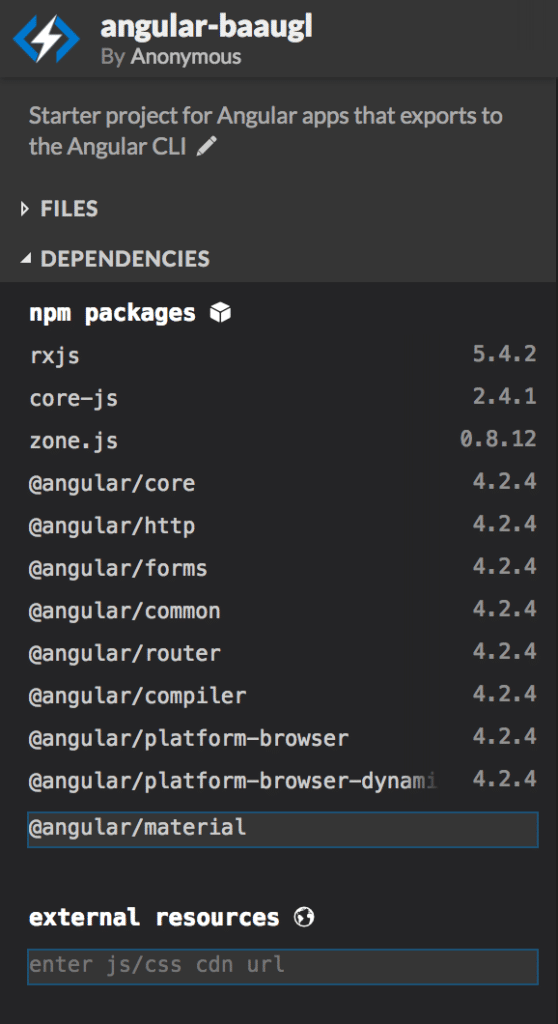 angular-baaugl
By Anonymous
Starter project for Angular apps that exports to
the Angular CLI
FILES
DEPENDENCIES
npm packages
rxjs 5.4.2
core-js 2.4.1
zone.js 0.8.12
@angular/core 4.2.4
@angular/http 4.2.4
@angular/forms 4.2.4
@angular/common 4.2.4
@angular/router 4.2.4
@angular/compiler 4.2.4
@angular/platform-browser 4.2.4
@angular/platform-browser-dynami 4.2.4
@angular/material
external resources
enter js/css cdn url